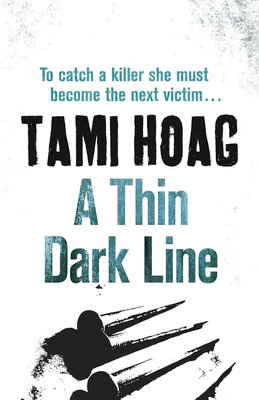 To catch a killer she must
become the next victim...
TAMI HOAG
A Thin
Dark Line